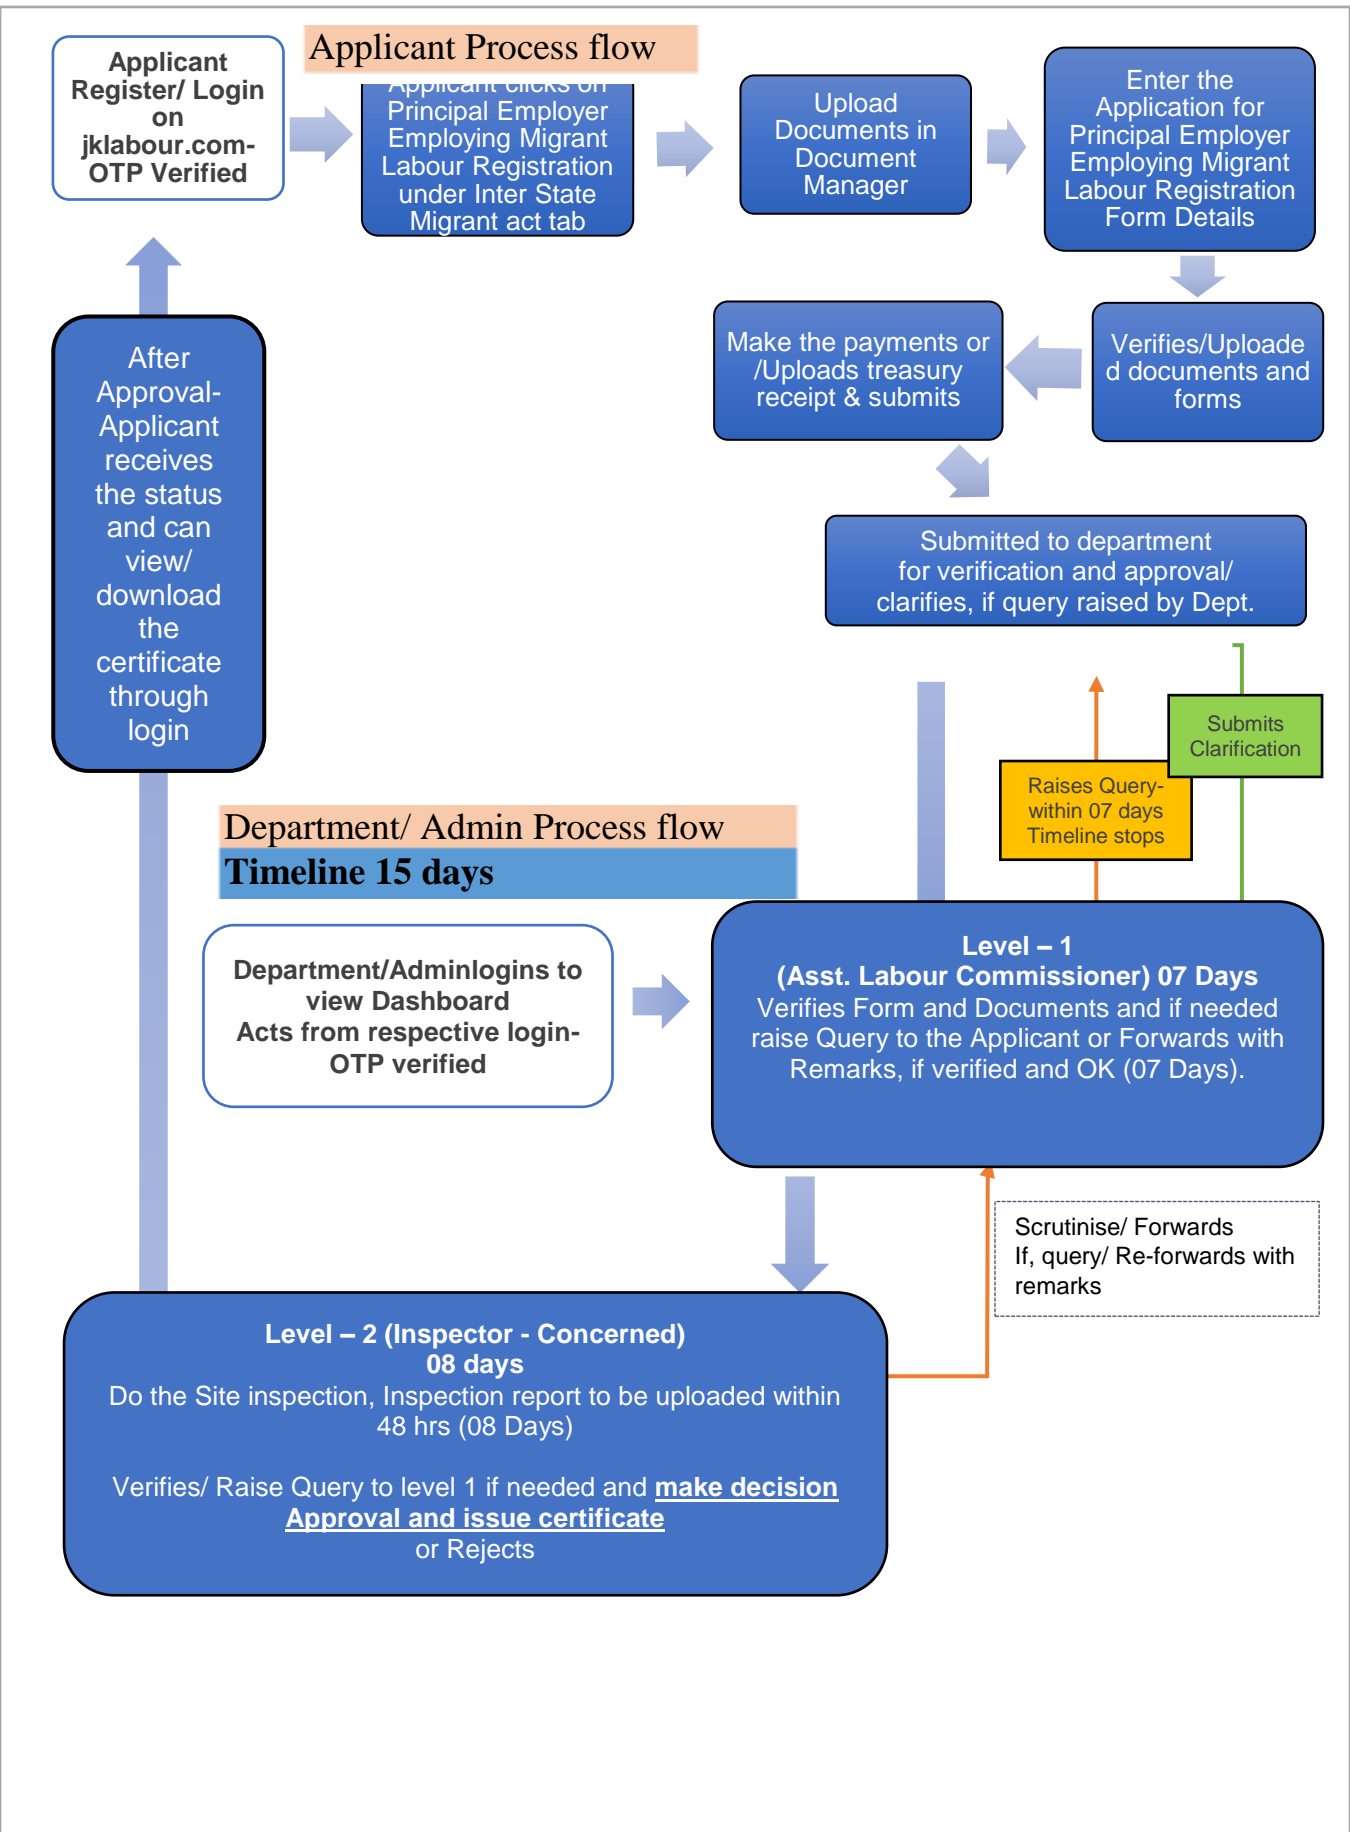 Applicant
Register/ Login
on
jklabour.com-
OTP Verified
Applicant Process flow
Applicant clicks on
Principal Employer
Employing Migrant
Labour Registration
under Inter State
Migrant act tab
Upload
Documents in
Document
Manager
Enter the
Application for
Principal Employer
Employing Migrant
Labour Registration
Form Details
Verifies/Uploade
d documents and
forms
Make the payments or
/Uploads treasury
receipt & submits
Submitted to department
for verification and approval/
clarifies, if query raised by Dept.
After
Approval-
Applicant
receives
the status
and can
view/
download
the
certificate
through
login
Submits
Clarification
Raises Query-
within 07 days
Timeline stops
Department/ Admin Process flow
Timeline 15 days
Department/Adminlogins to
view Dashboard
Acts from respective login-
OTP verified
Level – 1
(Asst. Labour Commissioner) 07 Days
Verifies Form and Documents and if needed
raise Query to the Applicant or Forwards with
Remarks, if verified and OK (07 Days).
Scrutinise/ Forwards
If, query/ Re-forwards with
remarks
Level – 2 (Inspector - Concerned)
08 days
Do the Site inspection, Inspection report to be uploaded within
48 hrs (08 Days)
Verifies/ Raise Query to level 1 if needed and make decision
Approval and issue certificate
or Rejects